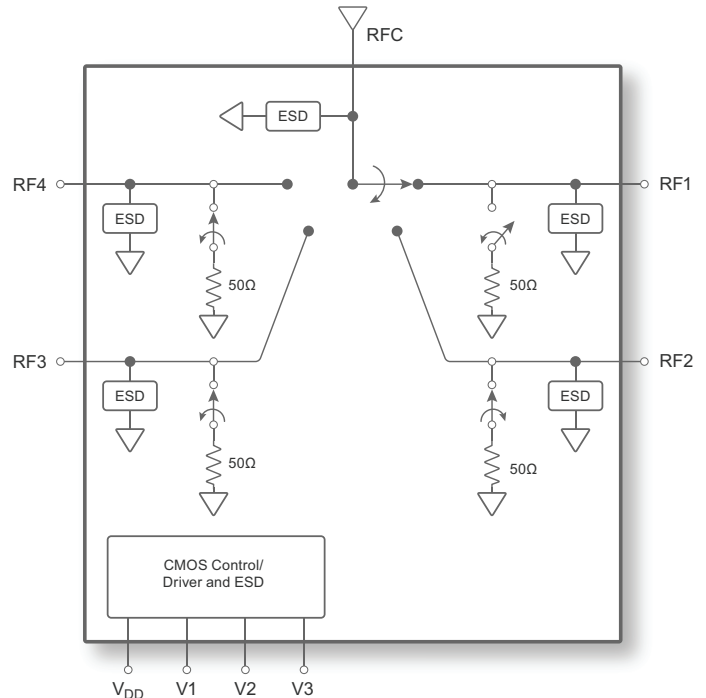 RFC
ESD
RF4
RF1
ESD
ESD
50Ω
50Ω
RF3
RF2
ESD
ESD
50Ω
50Ω
CMOS Control/
Driver and ESD
VDD V1 V2 V3